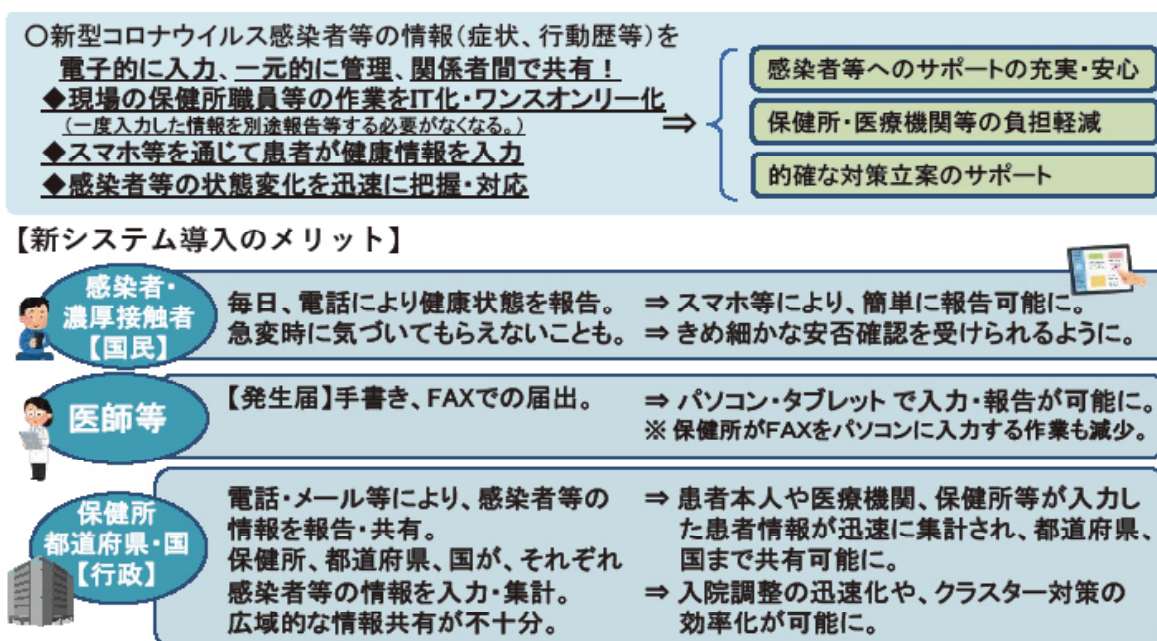 ○新型コロナウイルス感染者等の情報(症状、行動歴等)を
電子的に入力、一元的に管理、関係者間で共有!
◆現場の保健所職員等の作業をIT化・ワンスオンリー化
(一度入力した情報を別途報告等する必要がなくなる。)
◆スマホ等を通じて患者が健康情報を入力
◆感染者等の状態変化を迅速に把握・対応
⇒
感染者等へのサポートの充実・安心
保健所・医療機関等の負担軽減
的確な対策立案のサポート
【新システム導入のメリット】
感染者・
濃厚接触者
【国民】
毎日、電話により健康状態を報告。
急変時に気づいてもらえないことも。
⇒ スマホ等により、簡単に報告可能に。
⇒ きめ細かな安否確認を受けられるように。
医師等
【発生届】手書き、FAXでの届出。
⇒ パソコン・タブレット で入力・報告が可能に。
※ 保健所がFAXをパソコンに入力する作業も減少。
保健所
都道府県・国
【行政】
電話・メール等により、感染者等の
情報を報告・共有。
保健所、都道府県、国が、それぞれ
感染者等の情報を入力・集計。
広域的な情報共有が不十分。
⇒ 患者本人や医療機関、保健所等が入力し
た患者情報が迅速に集計され、都道府県、
国まで共有可能に。
⇒ 入院調整の迅速化や、クラスター対策の
効率化が可能に。